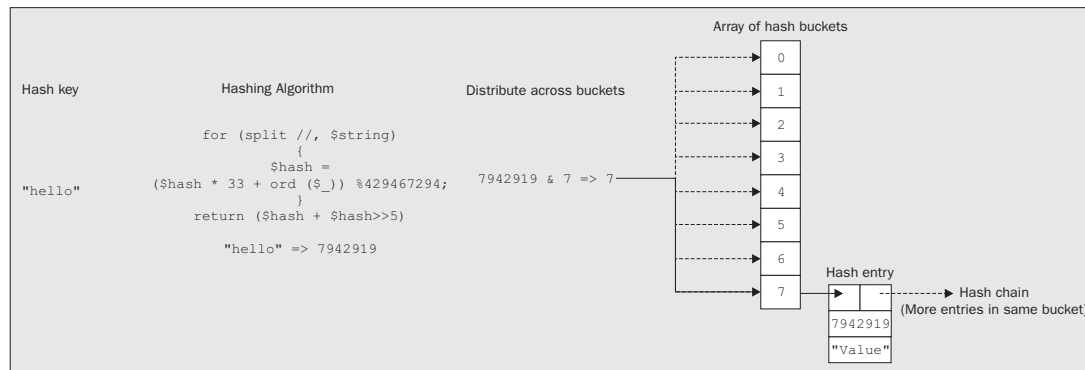 Array of hash buckets
Hash key
Hashing Algorithm
Distribute across buckets
for (split //, $string)
{
$hash =
($hash * 33 + ord ($_)) %429467294;
}
return ($hash + $hash>>5)
"hello"
"hello" => 7942919
7942919 & 7 => 7
0
1
2
3
4
5
6
7
Hash entry
7942919
"Value"
Hash chain
(More entries in same bucket)